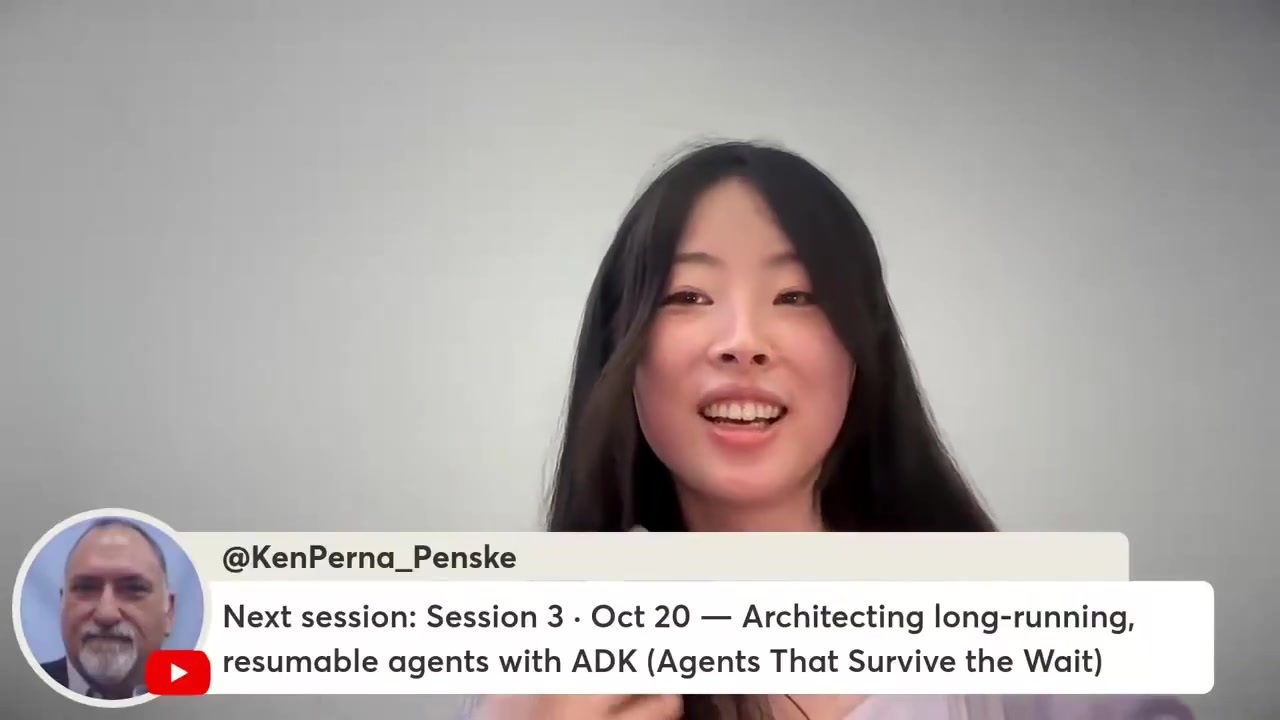 @KenPerna_Penske
Next session: Session 3 · Oct 20 — Architecting long-running,
resumable agents with ADK (Agents That Survive the Wait)